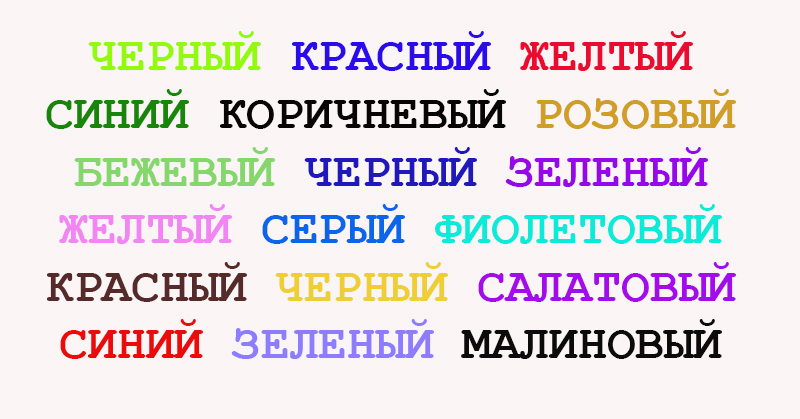 ЧЕРНЫЙ КРАСНЫЙ ЖЕЛТЫЙ
СИНИЙ КОРИЧНЕВЫЙ РОЗОВЫЙ
БЕЖЕВЫЙ ЧЕРНЫЙ ЗЕЛЕНЫЙ
ЖЕЛТЫЙ СЕРЫЙ ФИОЛЕТОВЫЙ
КРАСНЫЙ ЧЕРНЫЙ САЛАТОВЫЙ
СИНИЙ ЗЕЛЕНЫЙ МАЛИНОВЫЙ